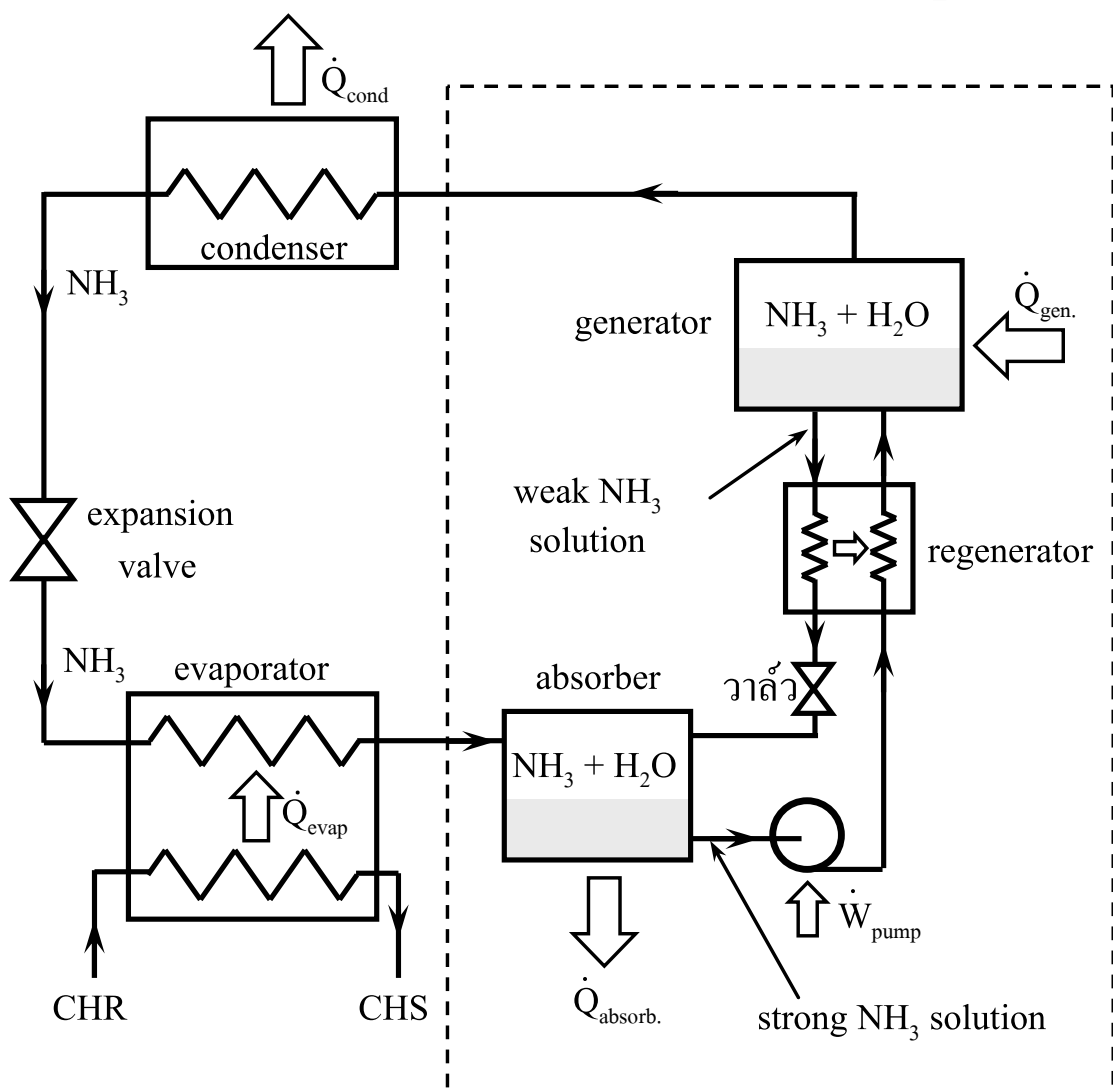 Q̇cond
condenser
NH₃
generator
NH₃ + H₂O
Q̇gen.
weak NH₃
solution
expansion
valve
regenerator
NH₃
evaporator
absorber
วาล์ว
NH₃ + H₂O
Q̇evap
Ẇpump
CHR
CHS
Q̇absorb.
strong NH₃ solution